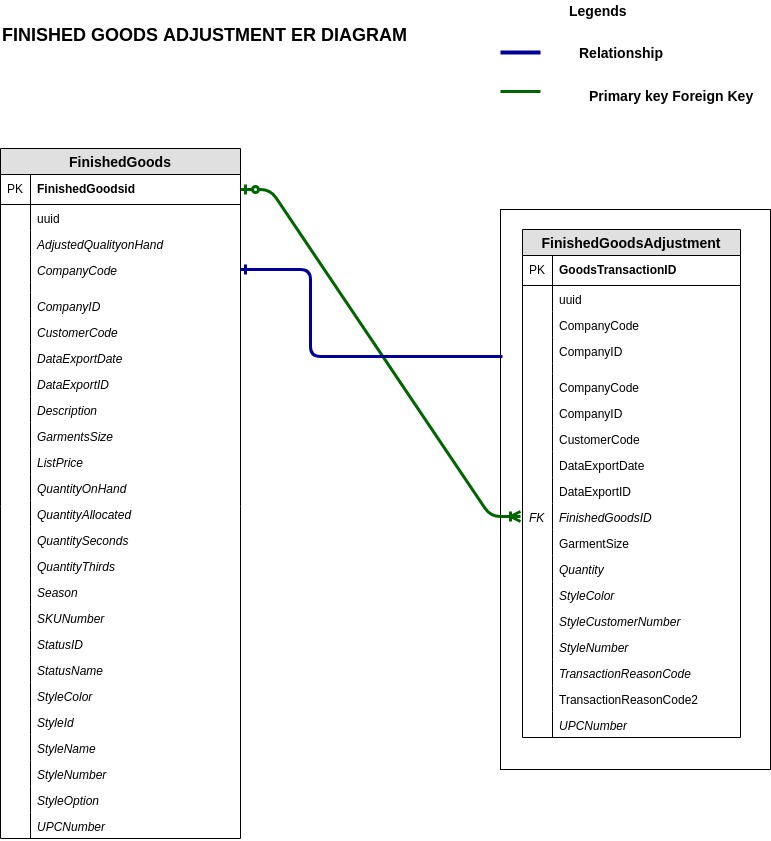 Legends
FINISHED GOODS ADJUSTMENT ER DIAGRAM
Relationship
Primary key Foreign Key
FinishedGoods
PK FinishedGoodsid
uuid
AdjustedQualityonHand
CompanyCode
CompanyID
CustomerCode
DataExportDate
DataExportID
Description
GarmentsSize
ListPrice
QuantityOnHand
QuantityAllocated
QuantitySeconds
QuantityThirds
Season
SKUNumber
StatusID
StatusName
StyleColor
StyleId
StyleName
StyleNumber
StyleOption
UPCNumber
FinishedGoodsAdjustment
PK GoodsTransactionID
uuid
CompanyCode
CompanyID
CompanyCode
CompanyID
CustomerCode
DataExportDate
DataExportID
FK FinishedGoodsID
GarmentSize
Quantity
StyleColor
StyleCustomerNumber
StyleNumber
TransactionReasonCode
TransactionReasonCode2
UPCNumber